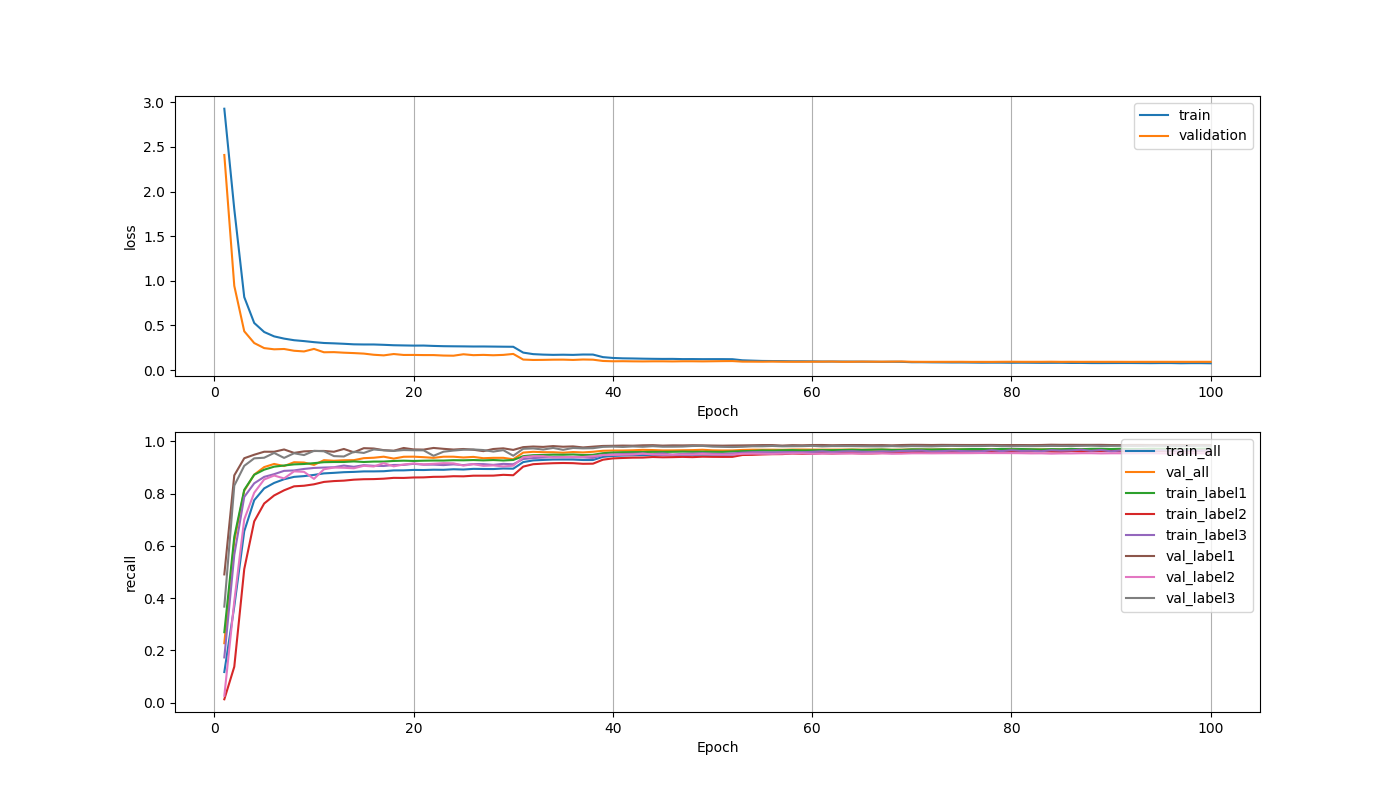 3.0
2.5
2.0
1.5
1.0
0.5
0.0
loss
train
validation
0 20 40 60 80 100
Epoch
1.0
0.8
0.6
0.4
0.2
0.0
recall
train_all
val_all
train_label1
train_label2
train_label3
val_label1
val_label2
val_label3
0 20 40 60 80 100
Epoch